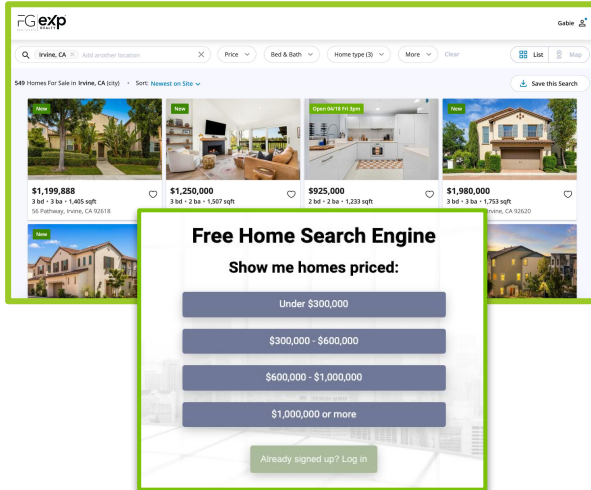 FG exp
REALTY
Gabie
Irvine, CA × Add another location × Price Bed & Bath Home type (3) More Clear List Map
549 Homes For Sale in Irvine, CA (city) • Sort: Newest on Site Save this Search
New New Open 04/18 Fri 3pm New
$1,199,888 $1,250,000 $925,000 $1,980,000
3 bd • 3 ba • 1,405 sqft 3 bd • 2 ba • 1,507 sqft 2 bd • 2 ba • 1,233 sqft 3 bd • 3 ba • 1,753 sqft
56 Pathway, Irvine, CA 92618 Irvine, CA 92620
New
Free Home Search Engine
Show me homes priced:
Under $300,000
$300,000 - $600,000
$600,000 - $1,000,000
$1,000,000 or more
Already signed up? Log in